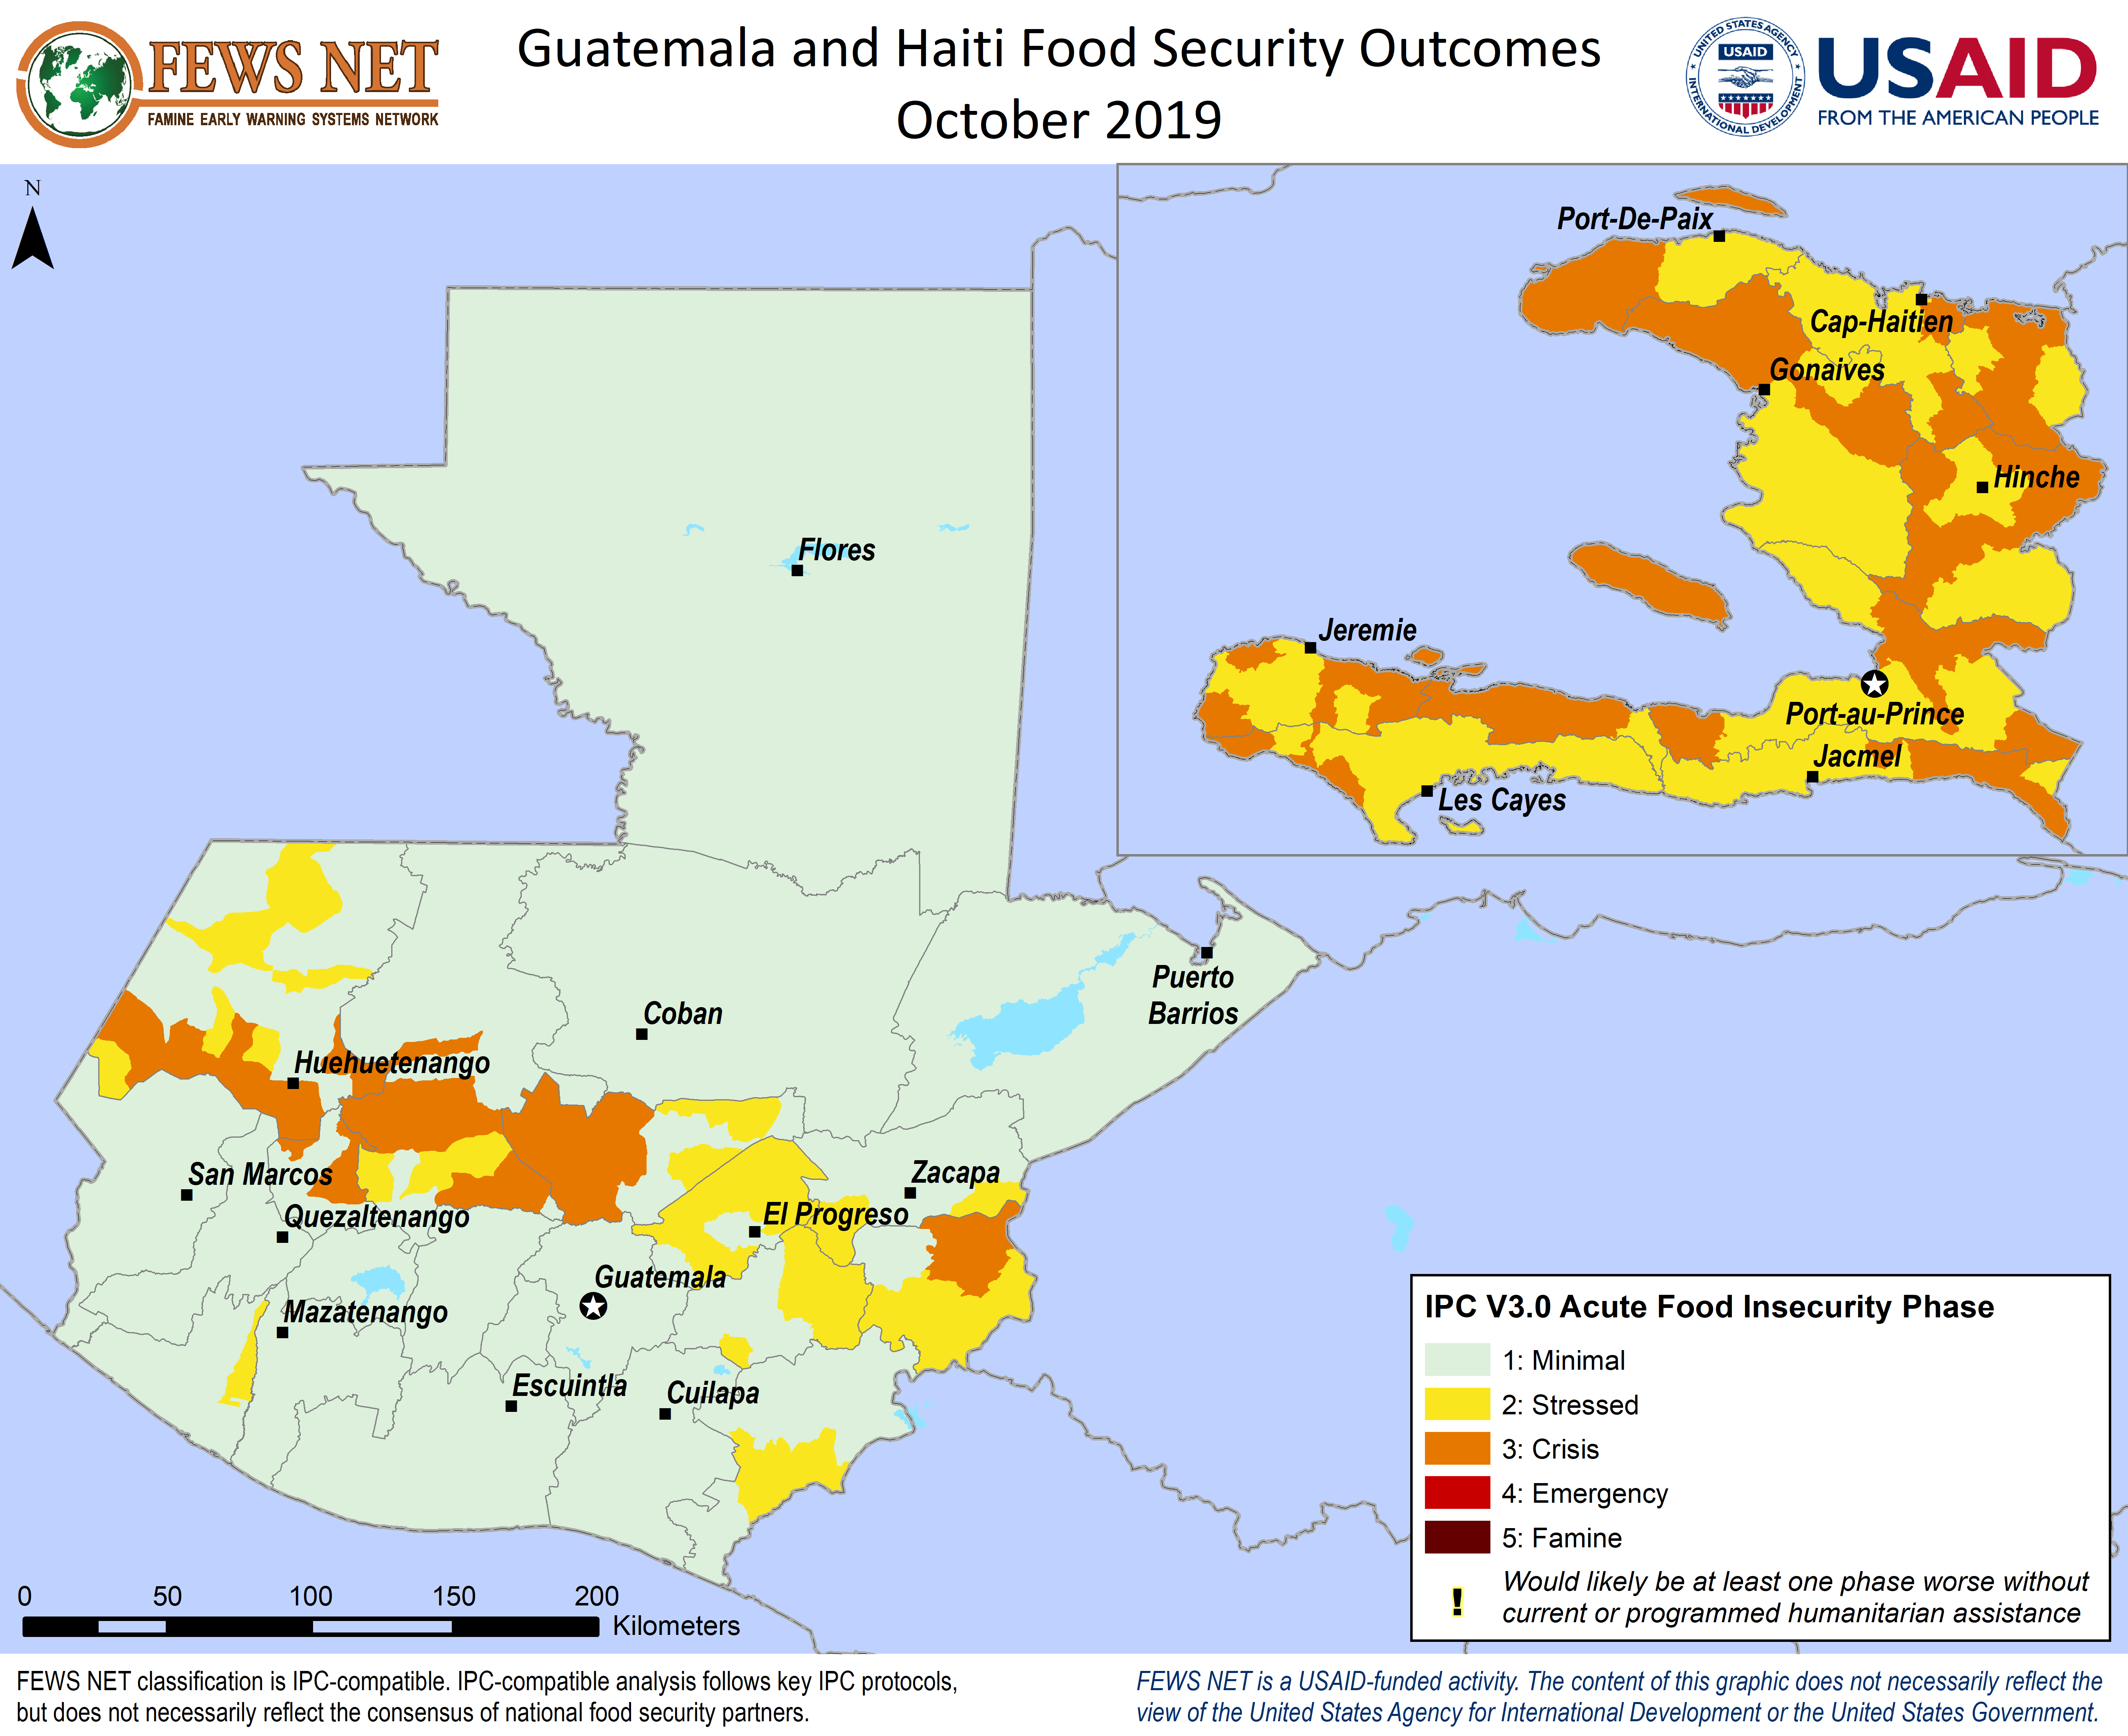 FEWS NET
FAMINE EARLY WARNING SYSTEMS NETWORK
Guatemala and Haiti Food Security Outcomes
October 2019
UNITED STATES AGENCY
USAID
INTERNATIONAL DEVELOPMENT
USAID
FROM THE AMERICAN PEOPLE
N
Port-De-Paix
Cap-Haitien
Gonaives
Hinche
Jeremie
Port-au-Prince
Jacmel
Les Cayes
Flores
Puerto
Barrios
Coban
Huehuetenango
San Marcos
Zacapa
Quezaltenango
El Progreso
Guatemala
Mazatenango
Escuintla
Cuilapa
IPC V3.0 Acute Food Insecurity Phase
1: Minimal
2: Stressed
3: Crisis
4: Emergency
5: Famine
! Would likely be at least one phase worse without
current or programmed humanitarian assistance
0 50 100 150 200
Kilometers
FEWS NET classification is IPC-compatible. IPC-compatible analysis follows key IPC protocols,
but does not necessarily reflect the consensus of national food security partners.
FEWS NET is a USAID-funded activity. The content of this graphic does not necessarily reflect the
view of the United States Agency for International Development or the United States Government.